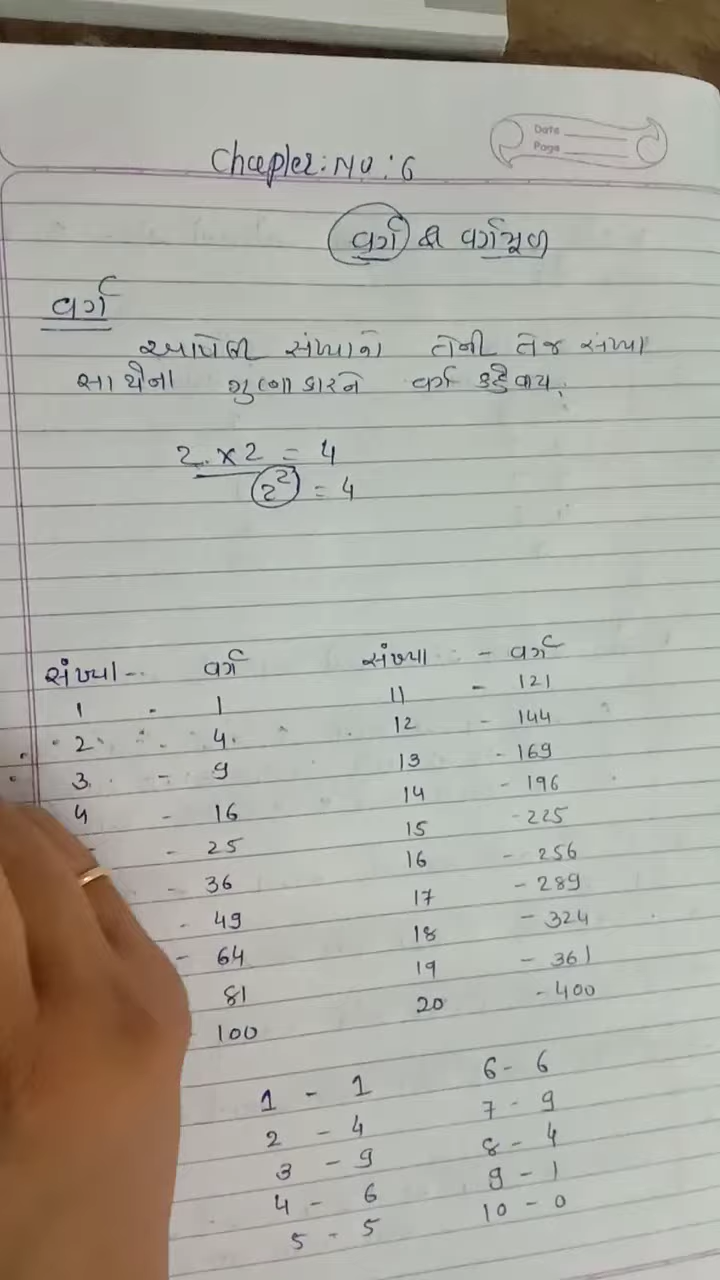 Date
Page
Chapter: No : 6
વર્ગ & વર્ગમૂળ
વર્ગ
આપેલી સંખ્યાને તેની તેજ સંખ્યા
સાથેના ગુણાકારને વર્ગ કહેવાય.
2 × 2 = 4
2² = 4
સંખ્યા - વર્ગ સંખ્યા - વર્ગ
1 - 1 11 - 121
2 - 4 12 - 144
3 - 9 13 - 169
4 - 16 14 - 196
- 25 15 - 225
- 36 16 - 256
- 49 17 - 289
- 64 18 - 324
81 19 - 361
100 20 - 400
1 - 1 6 - 6
2 - 4 7 - 9
3 - 9 8 - 4
4 - 6 9 - 1
5 - 5 10 - 0